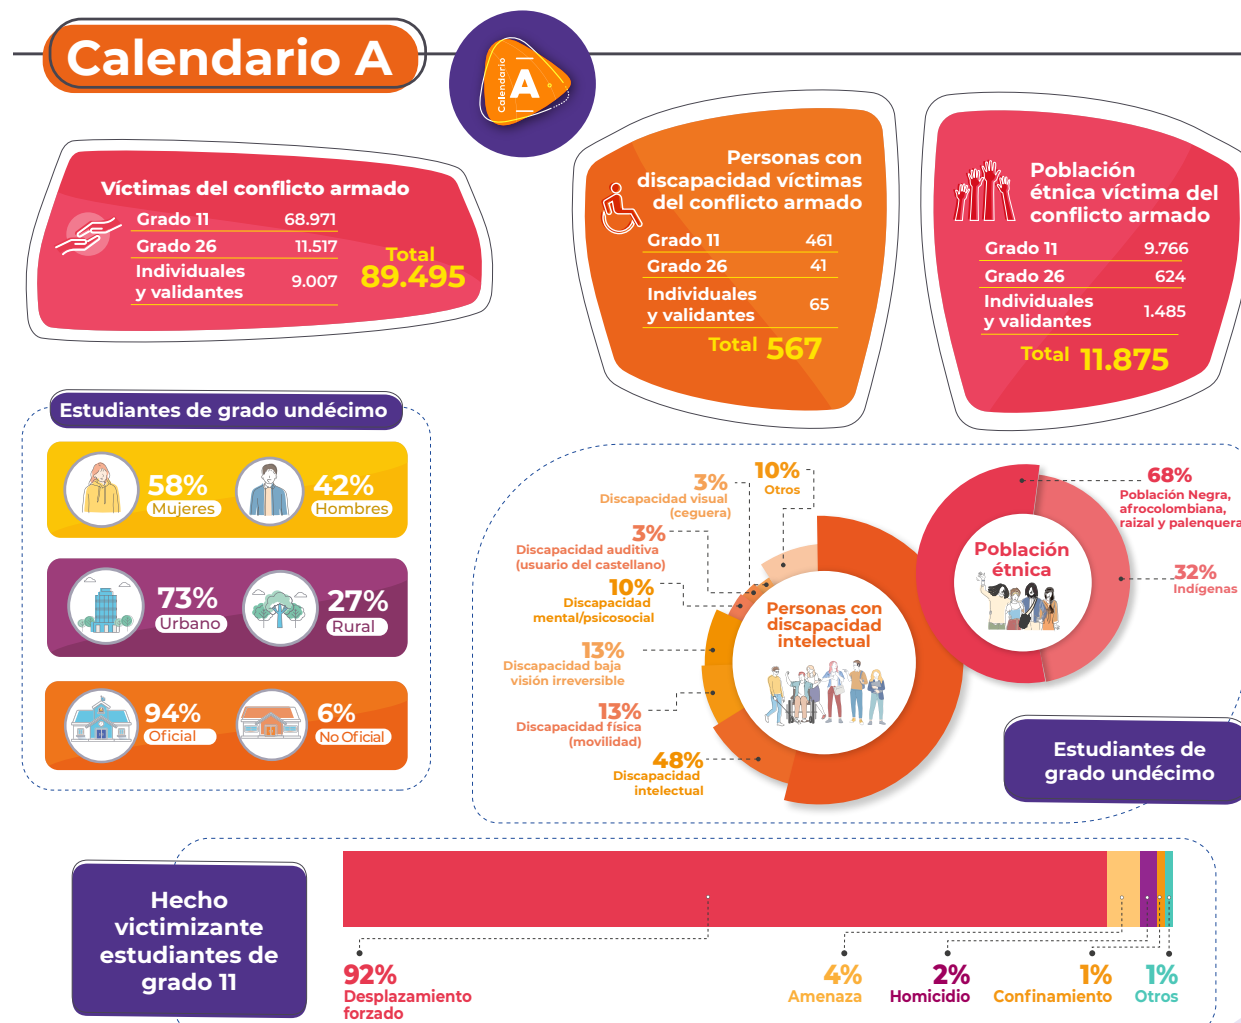 Calendario A
Calendario
A
Víctimas del conflicto armado
Grado 11 68.971
Grado 26 11.517
Individuales
y validantes 9.007
Total
89.495
Personas con
discapacidad víctimas
del conflicto armado
Grado 11 461
Grado 26 41
Individuales
y validantes 65
Total 567
Población
étnica víctima del
conflicto armado
Grado 11 9.766
Grado 26 624
Individuales
y validantes 1.485
Total 11.875
Estudiantes de grado undécimo
58%
Mujeres
42%
Hombres
73%
Urbano
27%
Rural
94%
Oficial
6%
No Oficial
10%
Otros
3%
Discapacidad visual
(ceguera)
3%
Discapacidad auditiva
(usuario del castellano)
10%
Discapacidad
mental/psicosocial
13%
Discapacidad baja
visión irreversible
13%
Discapacidad física
(movilidad)
48%
Discapacidad
intelectual
Personas con
discapacidad
intelectual
Población
étnica
68%
Población Negra,
afrocolombiana,
raizal y palenquera
32%
Indígenas
Estudiantes de
grado undécimo
Hecho
victimizante
estudiantes de
grado 11
92%
Desplazamiento
forzado
4%
Amenaza
2%
Homicidio
1%
Confinamiento
1%
Otros